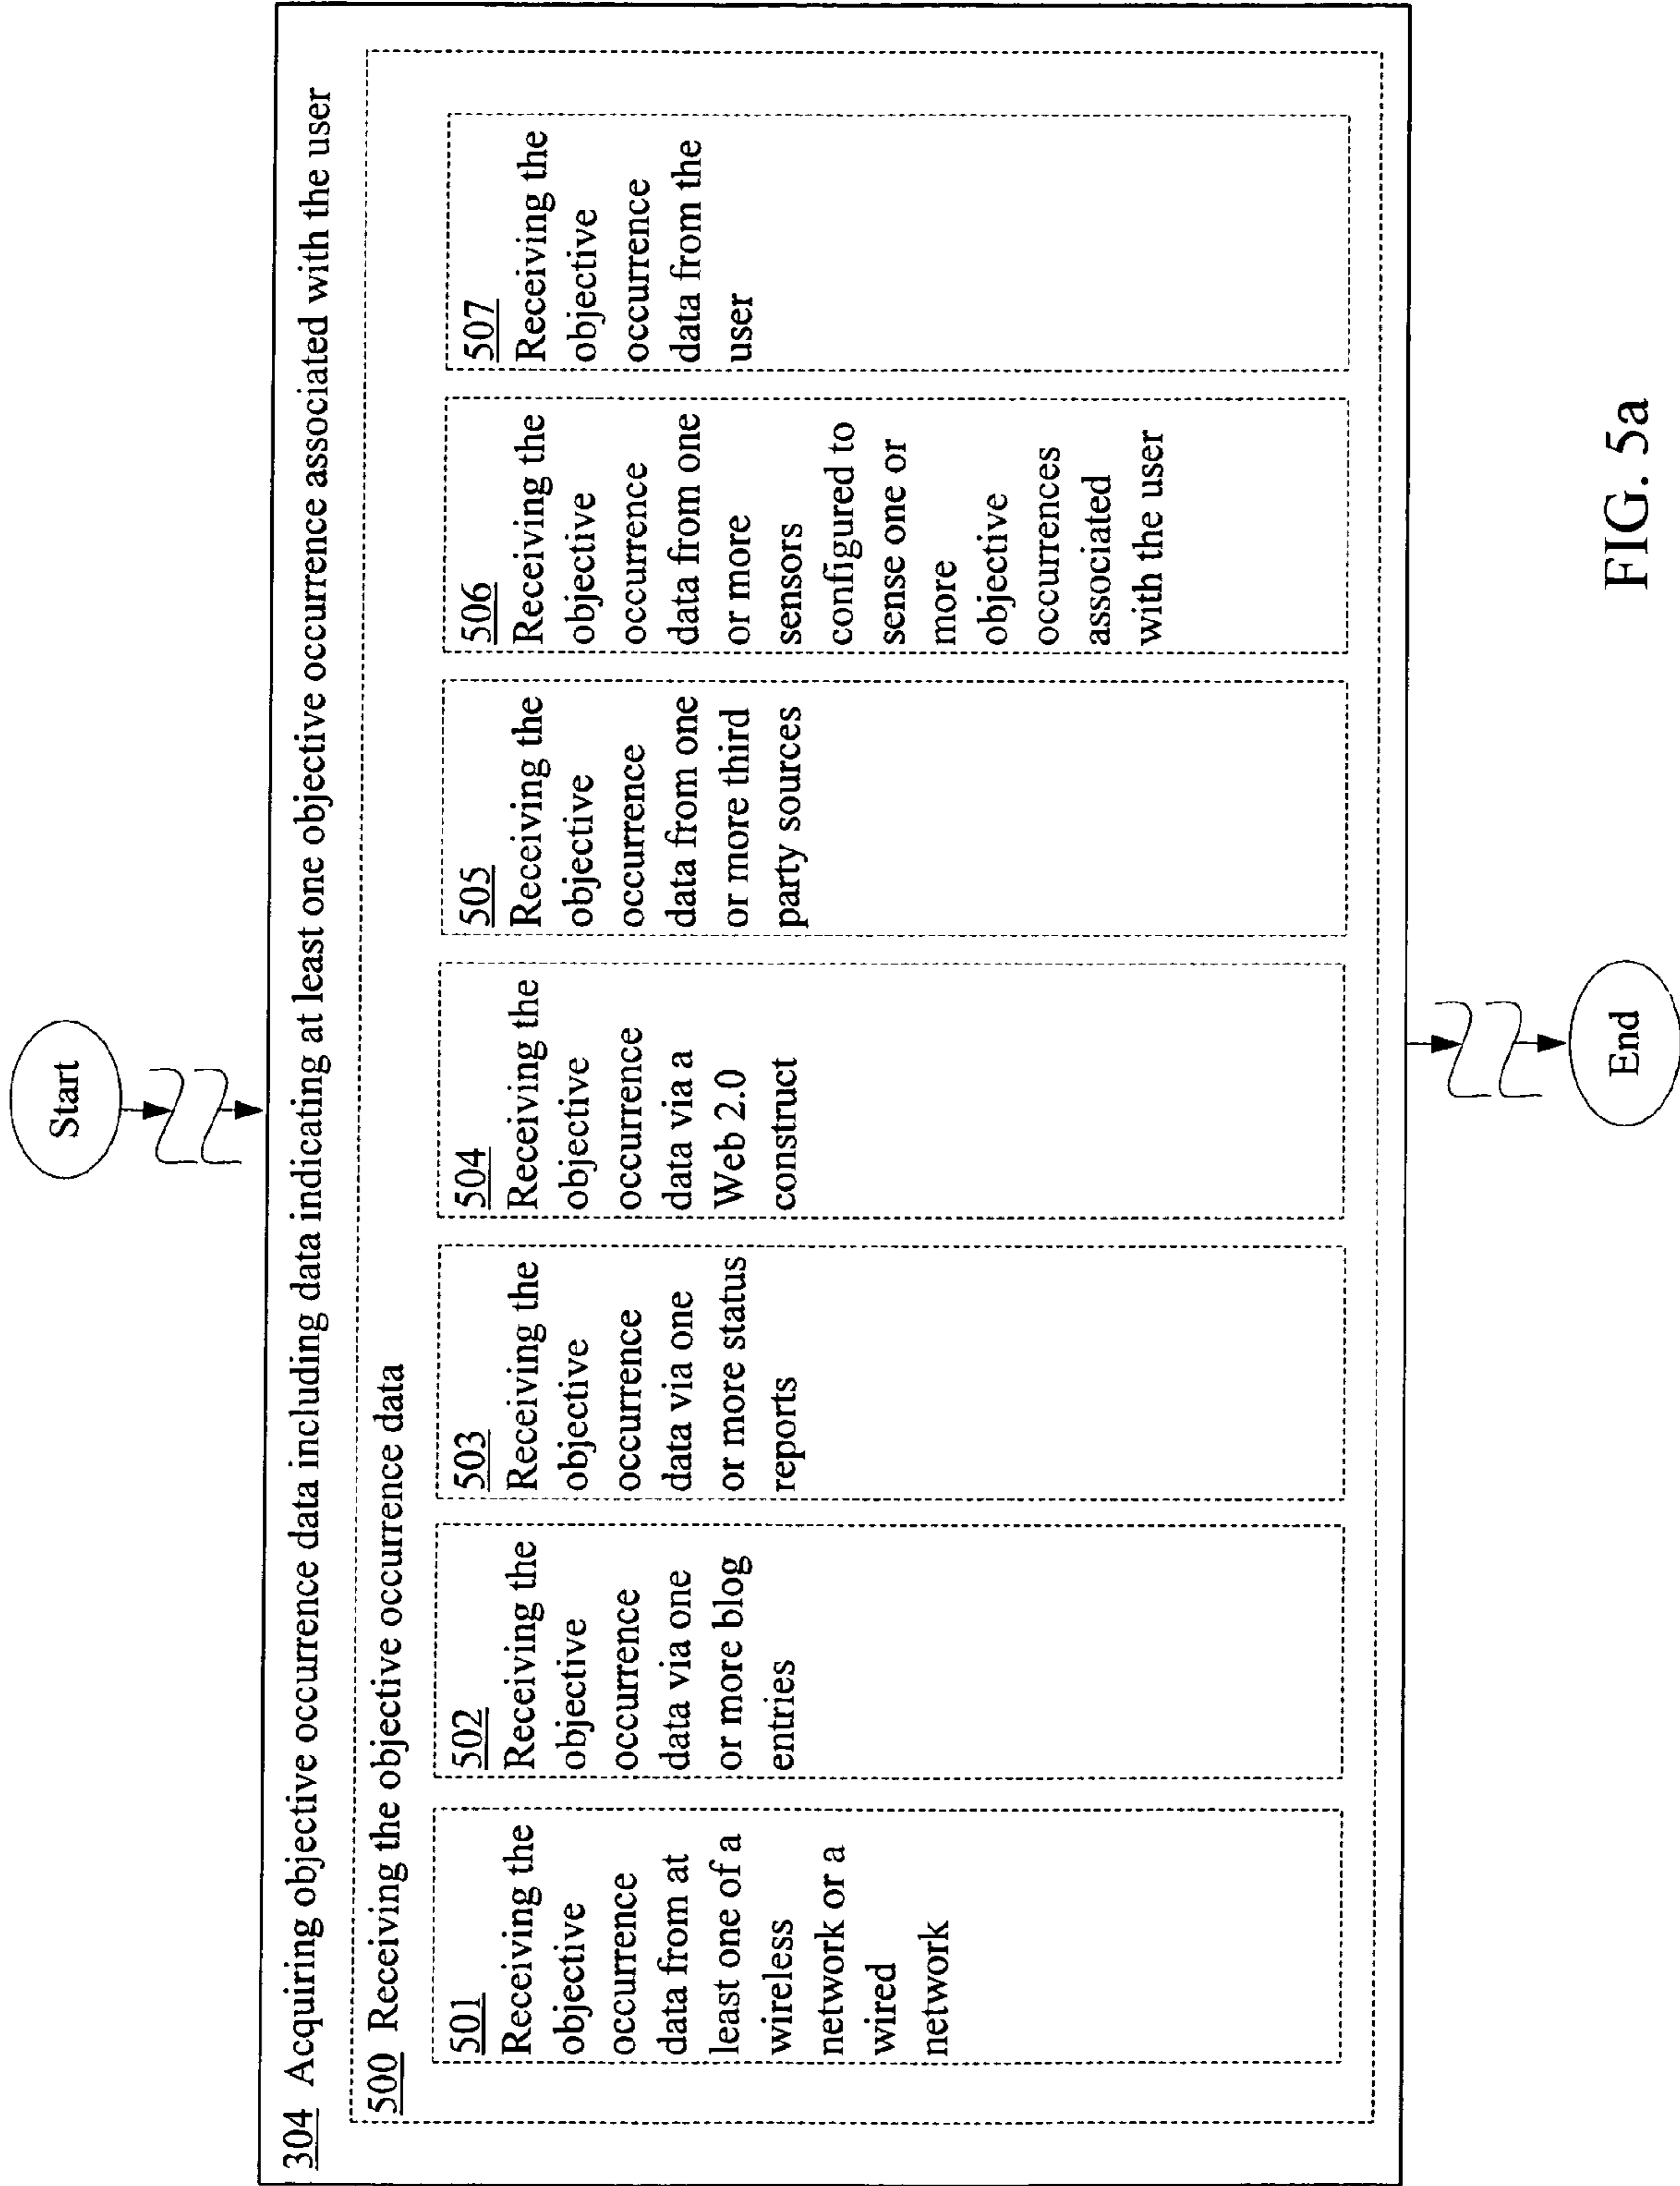 Start
304 Acquiring objective occurrence data including data indicating at least one objective occurrence associated with the user
500 Receiving the objective occurrence data
501
Receiving the
objective
occurrence
data from at
least one of a
wireless
network or a
wired
network
502
Receiving the
objective
occurrence
data via one
or more blog
entries
503
Receiving the
objective
occurrence
data via one
or more status
reports
504
Receiving the
objective
occurrence
data via a
Web 2.0
construct
505
Receiving the
objective
occurrence
data from one
or more third
party sources
506
Receiving the
objective
occurrence
data from one
or more
sensors
configured to
sense one or
more
objective
occurrences
associated
with the user
507
Receiving the
objective
occurrence
data from the
user
End
FIG. 5a